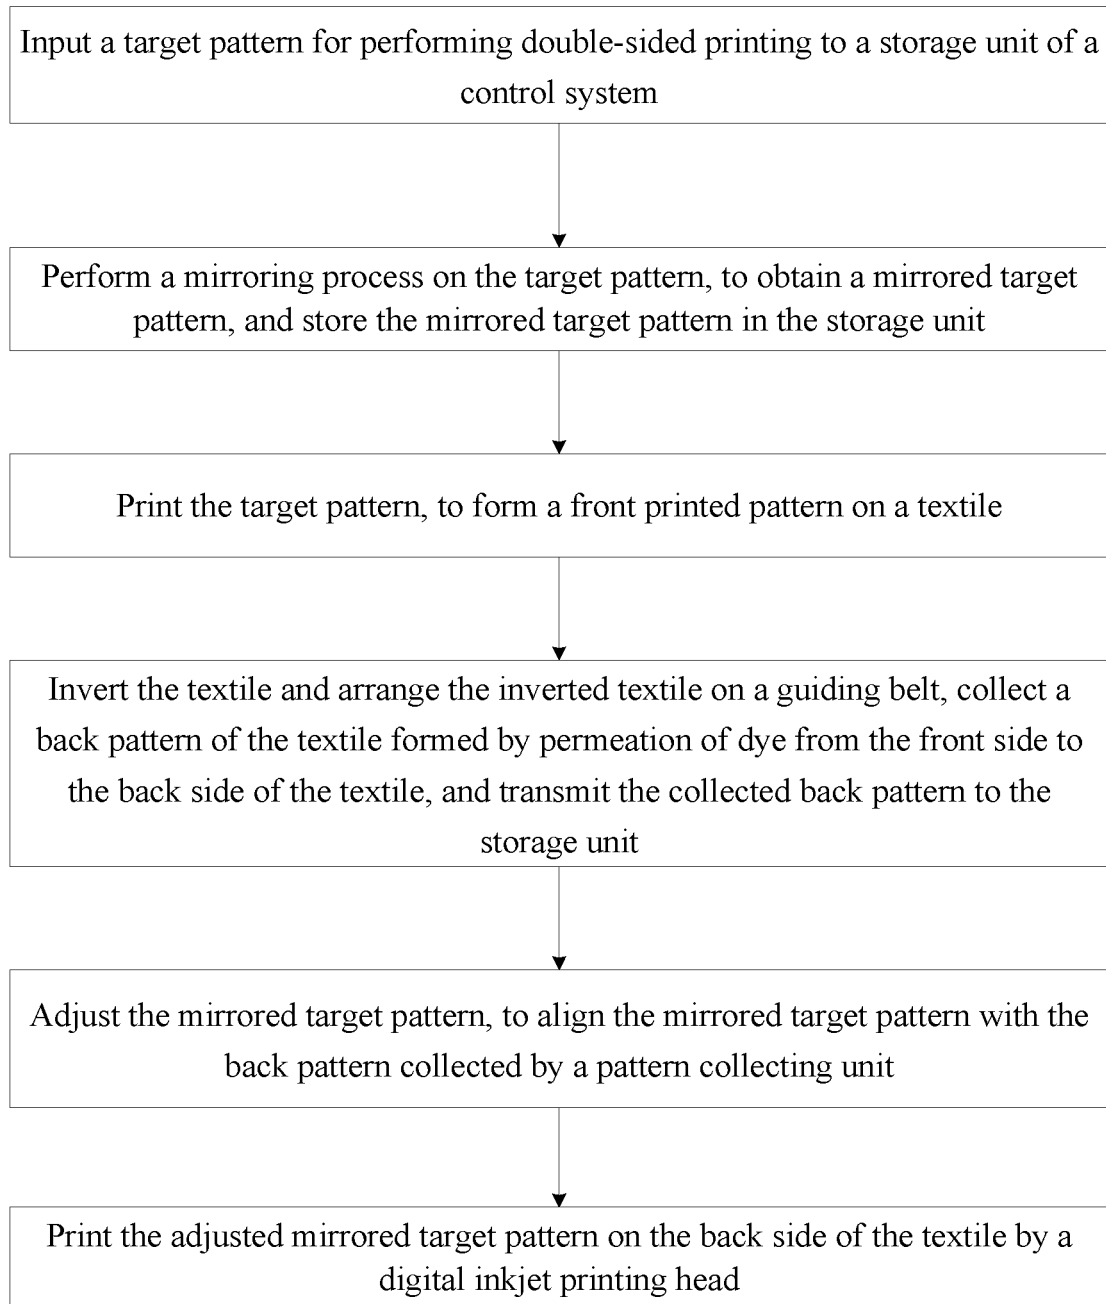 Input a target pattern for performing double-sided printing to a storage unit of a
control system
Perform a mirroring process on the target pattern, to obtain a mirrored target
pattern, and store the mirrored target pattern in the storage unit
Print the target pattern, to form a front printed pattern on a textile
Invert the textile and arrange the inverted textile on a guiding belt, collect a
back pattern of the textile formed by permeation of dye from the front side to
the back side of the textile, and transmit the collected back pattern to the
storage unit
Adjust the mirrored target pattern, to align the mirrored target pattern with the
back pattern collected by a pattern collecting unit
Print the adjusted mirrored target pattern on the back side of the textile by a
digital inkjet printing head